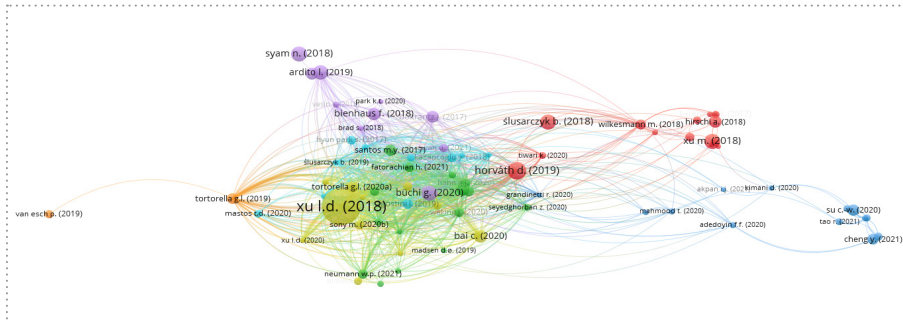 syam n. (2018)
ardito l. (2019)
park k.t. (2020)
bienhaus f. (2018)
brad s. (2018)
ślusarczyk b. (2018)
wilkesmann m. (2018)
hirschi a. (2018)
xu m. (2018)
santos m.y. (2017)
ślusarczyk b. (2019)
fatorachian h. (2021)
tiwari k. (2020)
horváth d. (2019)
tortorella g.l. (2019)
tortorella g.l. (2020a)
büchi g. (2020)
grandinetti r. (2020)
akpan
kimani d. (2020)
van esch p. (2019)
mastos t.d. (2020)
xu l.d. (2018)
seyedghorban z. (2020)
mahmood t. (2020)
su c.-w. (2020)
sony m. (2020b)
adedoyin f.f. (2020)
tao r. (2021)
xu l.d. (2020)
bai c. (2020)
cheng y. (2021)
madsen d.ø. (2019)
neumann w.p. (2021)